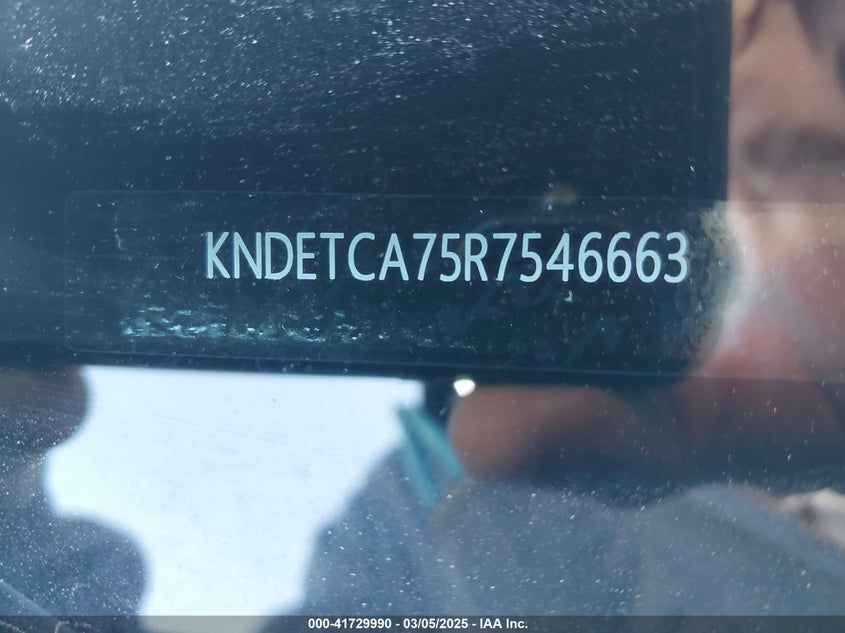 KNDETCA75R7546663
000-41729990 — 03/05/2025 — IAA Inc.